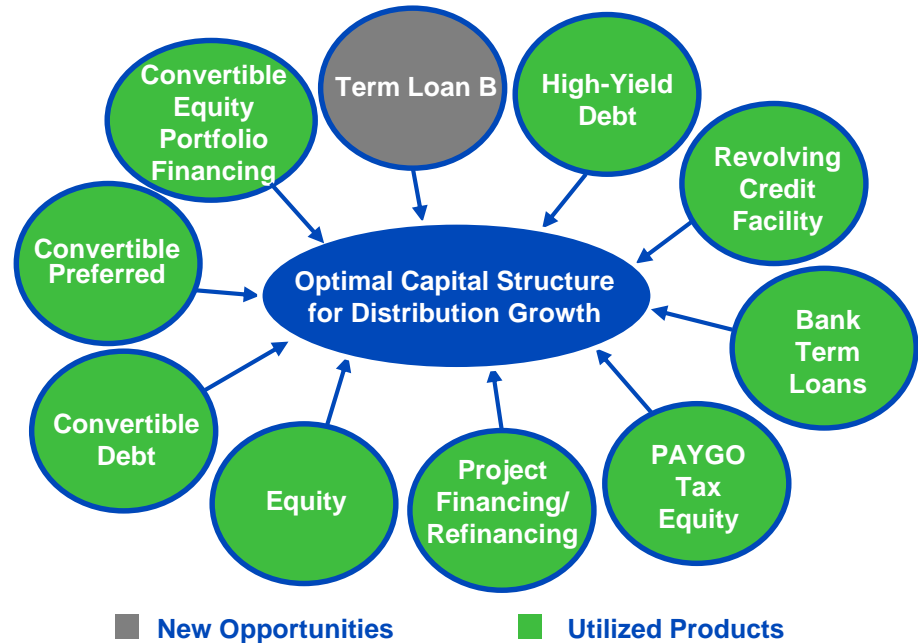 Convertible
Equity
Portfolio
Financing
Term Loan B
High-Yield
Debt
Revolving
Credit
Facility
Convertible
Preferred
Optimal Capital Structure
for Distribution Growth
Bank
Term
Loans
Convertible
Debt
Equity
Project
Financing/
Refinancing
PAYGO
Tax
Equity
New Opportunities
Utilized Products